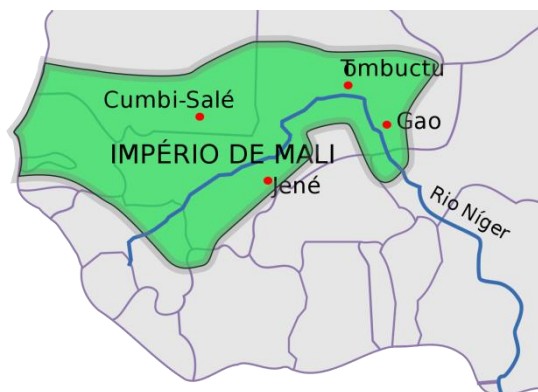 Tombuctu
Cumbi-Salé
Gao
IMPÉRIO DE MALI
Jené
Rio Níger